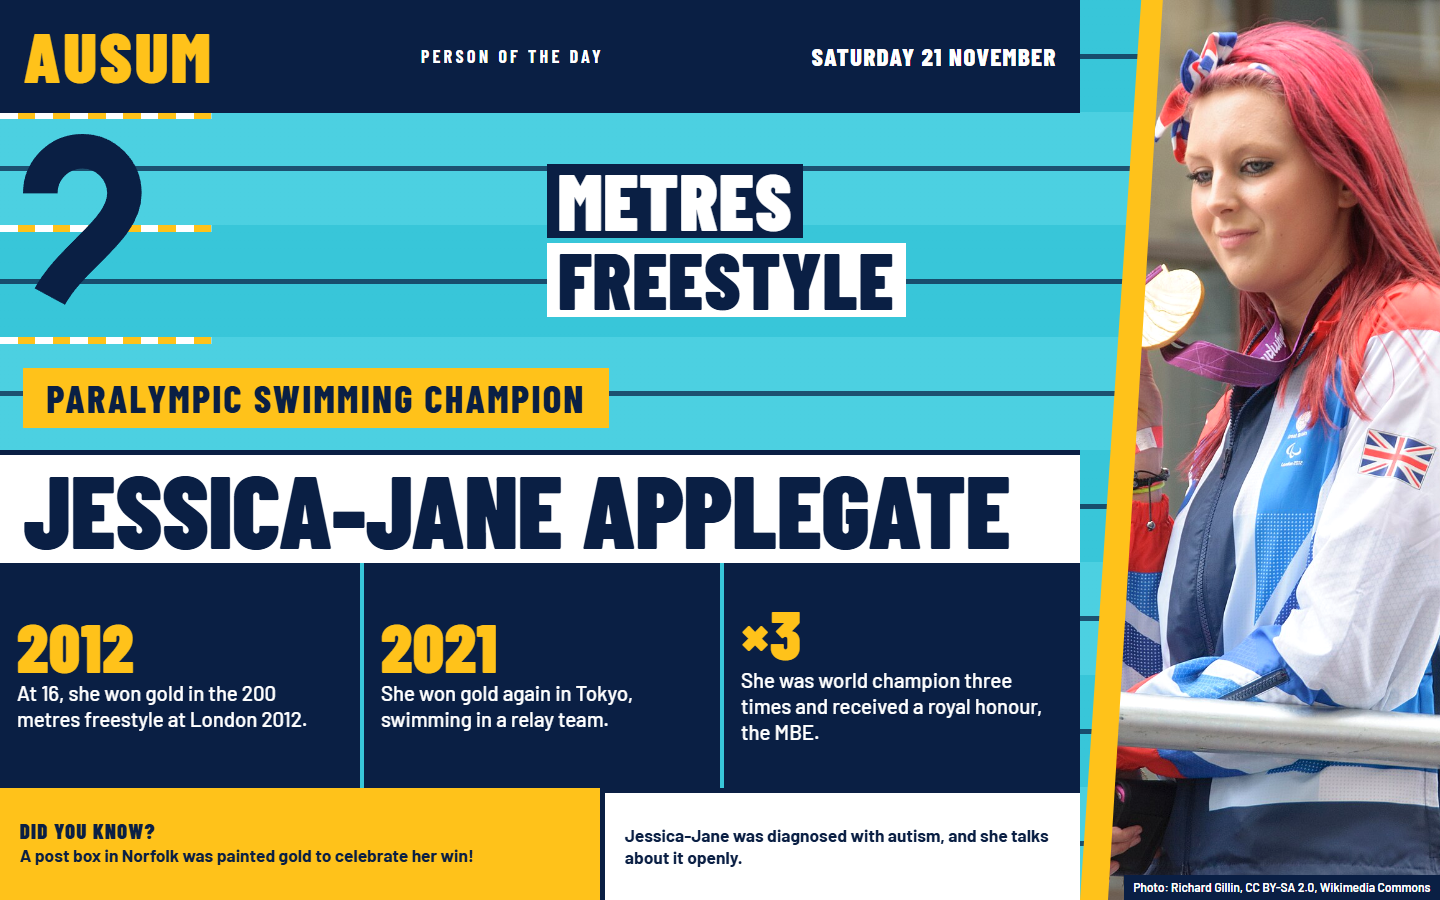 AUSUM
PERSON OF THE DAY
SATURDAY 21 NOVEMBER
?
METRES
FREESTYLE
PARALYMPIC SWIMMING CHAMPION
JESSICA-JANE APPLEGATE
2012
At 16, she won gold in the 200
metres freestyle at London 2012.
2021
She won gold again in Tokyo,
swimming in a relay team.
×3
She was world champion three
times and received a royal honour,
the MBE.
DID YOU KNOW?
A post box in Norfolk was painted gold to celebrate her win!
Jessica-Jane was diagnosed with autism, and she talks
about it openly.
Photo: Richard Gillin, CC BY-SA 2.0, Wikimedia Commons